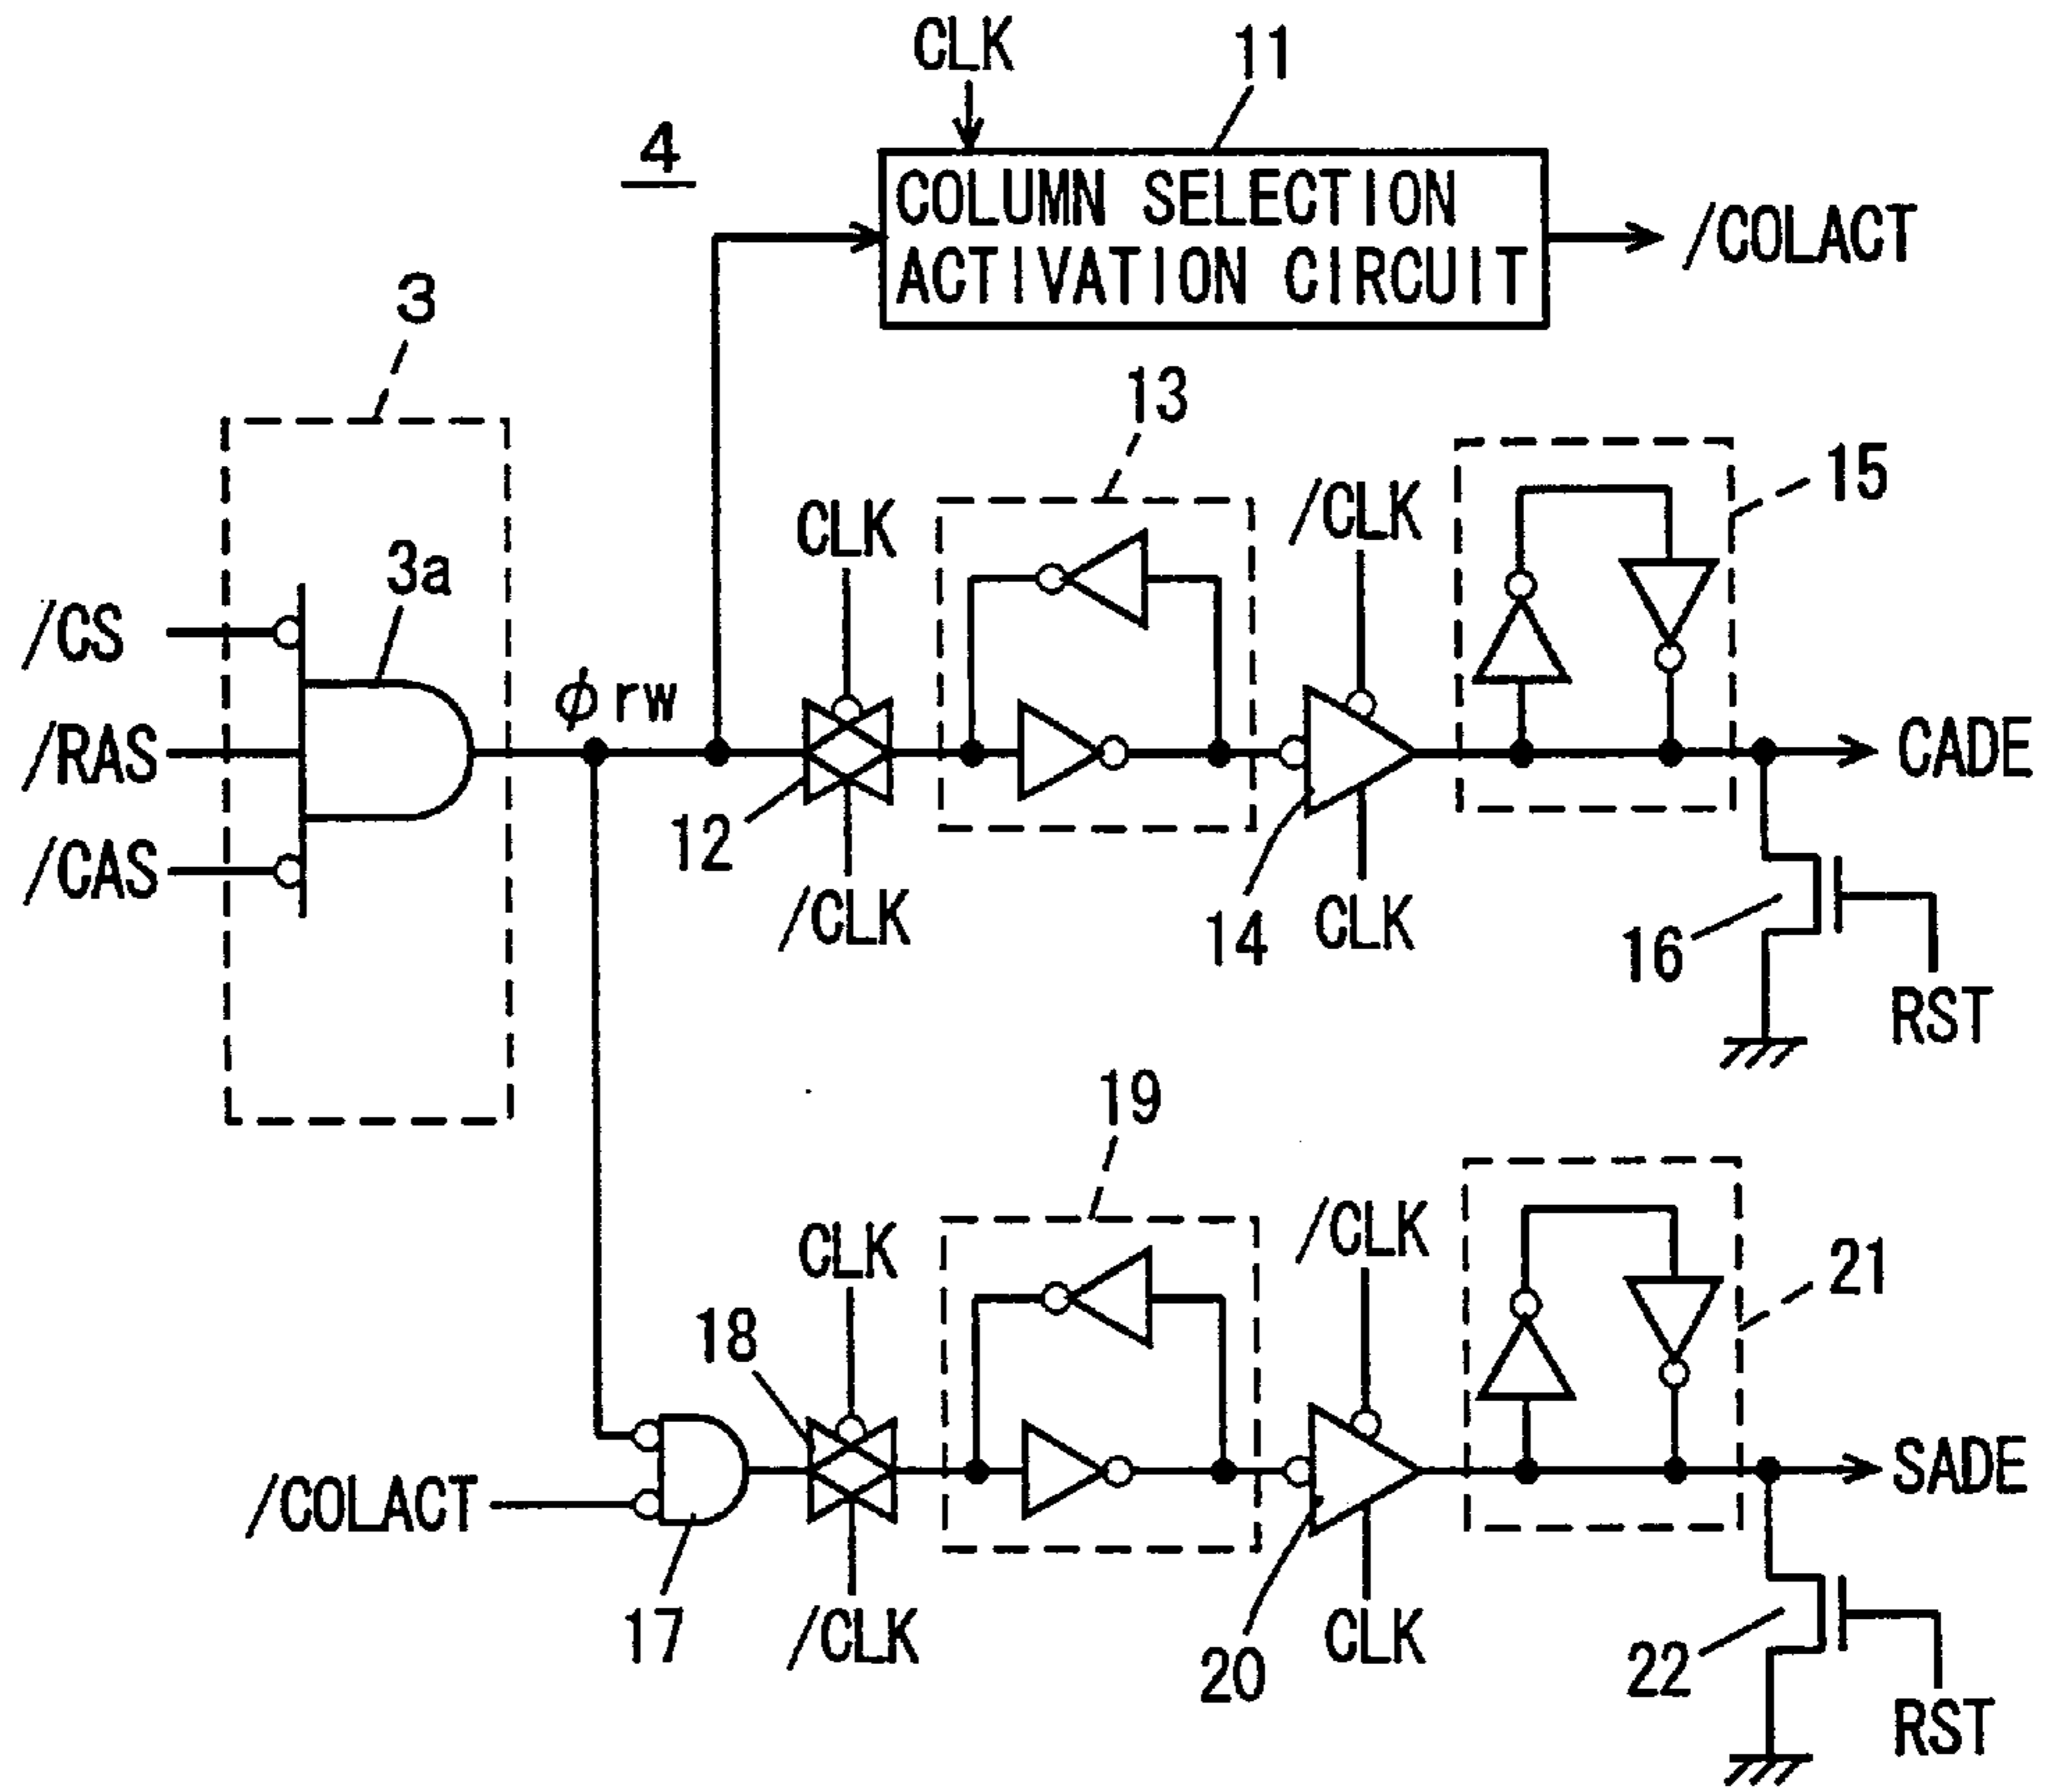 CLK
11
4
COLUMN SELECTION
ACTIVATION CIRCUIT
/COLACT
3
13
15
CLK
/CLK
3a
/CS
φrw
/RAS
CADE
12
/CAS
/CLK
14
CLK
16
RST
19
CLK
/CLK
21
18
SADE
/COLACT
17
/CLK
20
CLK
22
RST